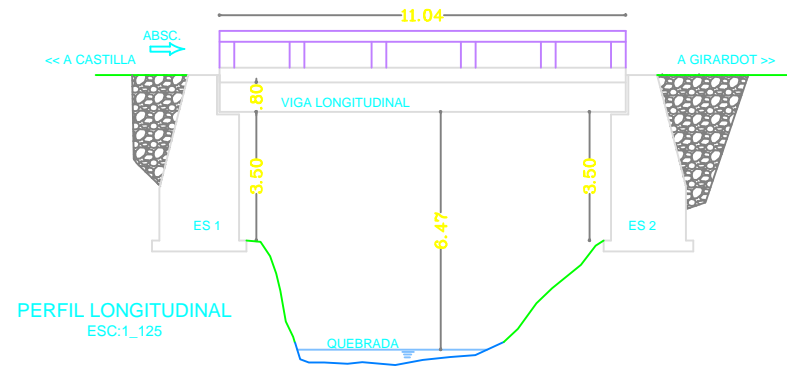 11.04
ABSC.
<< A CASTILLA
A GIRARDOT >>
.80
VIGA LONGITUDINAL
3.50
3.50
6.47
ES 1
ES 2
PERFIL LONGITUDINAL
ESC:1_125
QUEBRADA